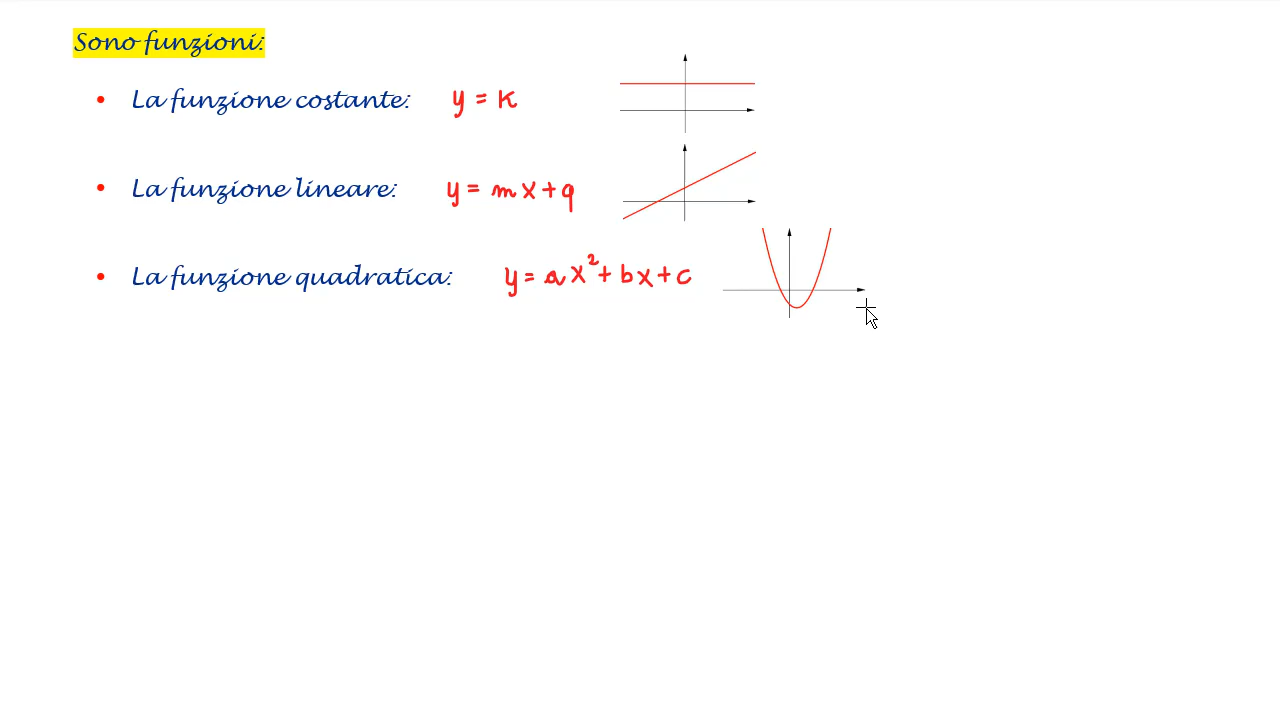 Sono funzioni:
• La funzione costante: y = k
• La funzione lineare: y = mx + q
• La funzione quadratica: y = ax² + bx + c